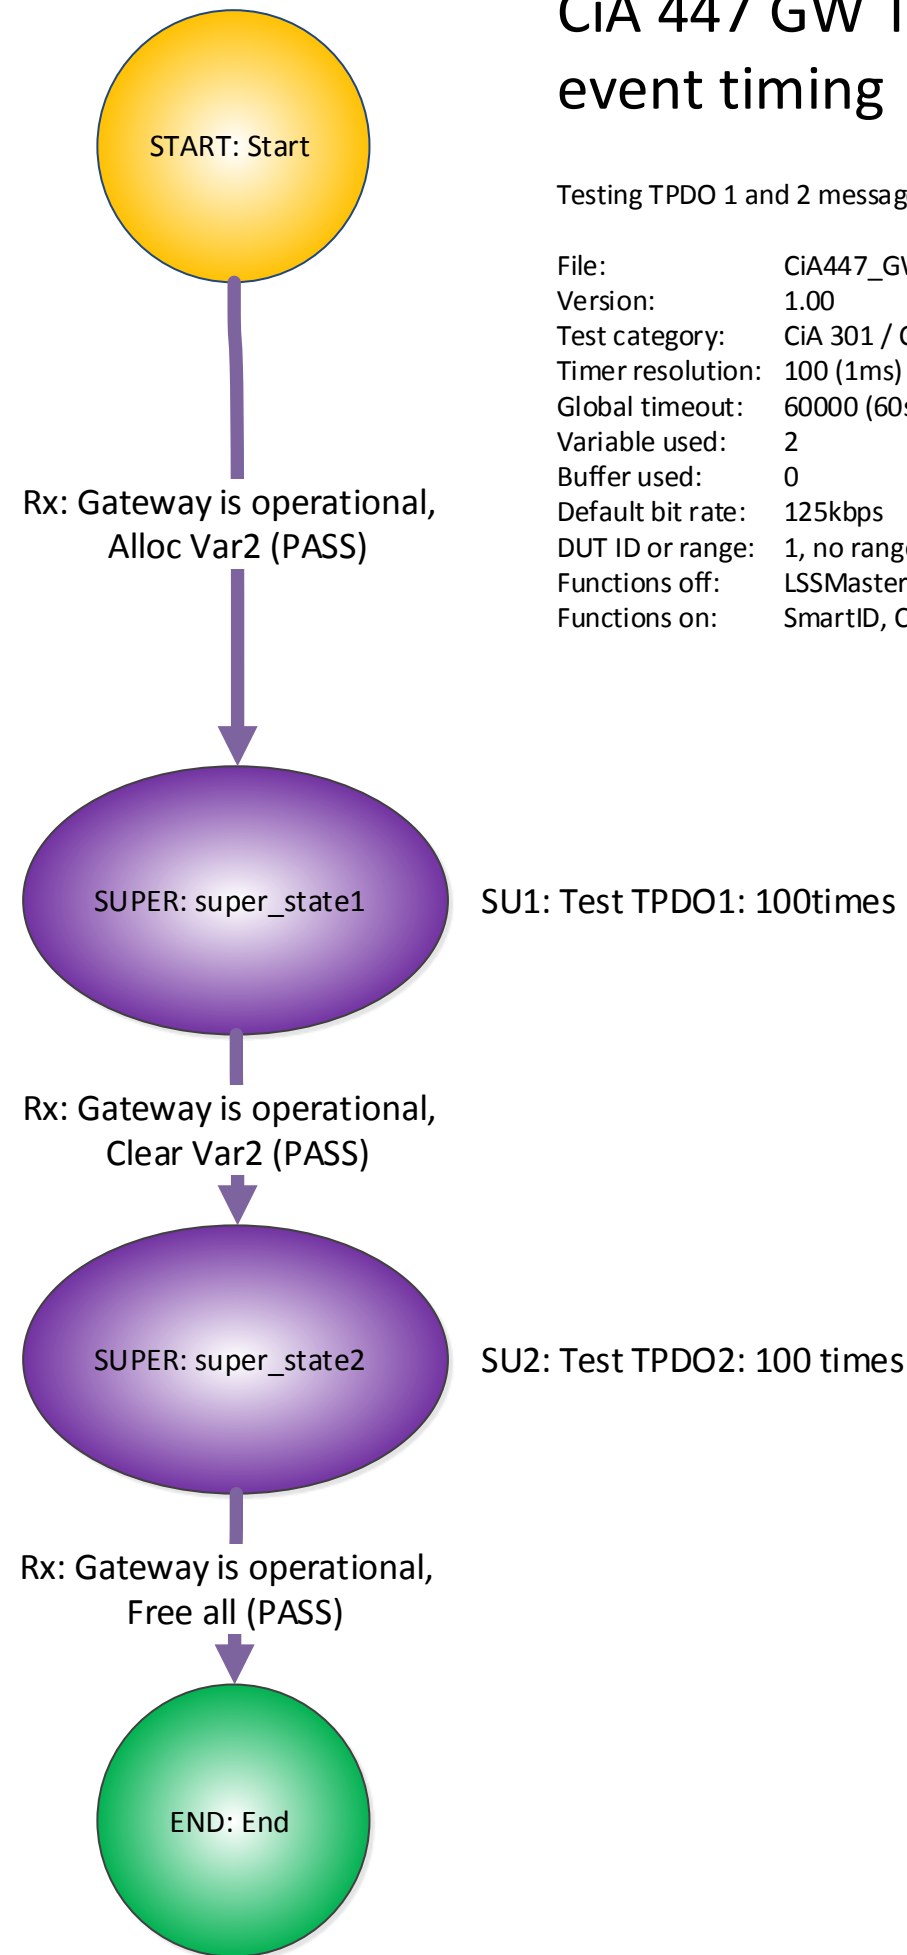 CiA 447 GW
event timing
START: Start
Testing TPDO 1 and 2
File: CiA447_
Version: 1.00
Test category: CiA 301 /
Timer resolution: 100 (1ms)
Global timeout: 60000
Variable used: 2
Buffer used: 0
Default bit rate: 125kbps
DUT ID or range: 1, no
Functions off: LSSMaster
Functions on: SmartID,
Rx: Gateway is operational,
Alloc Var2 (PASS)
SUPER: super_state1
SU1: Test TPDO1: 100times
Rx: Gateway is operational,
Clear Var2 (PASS)
SUPER: super_state2
SU2: Test TPDO2: 100 times
Rx: Gateway is operational,
Free all (PASS)
END: End